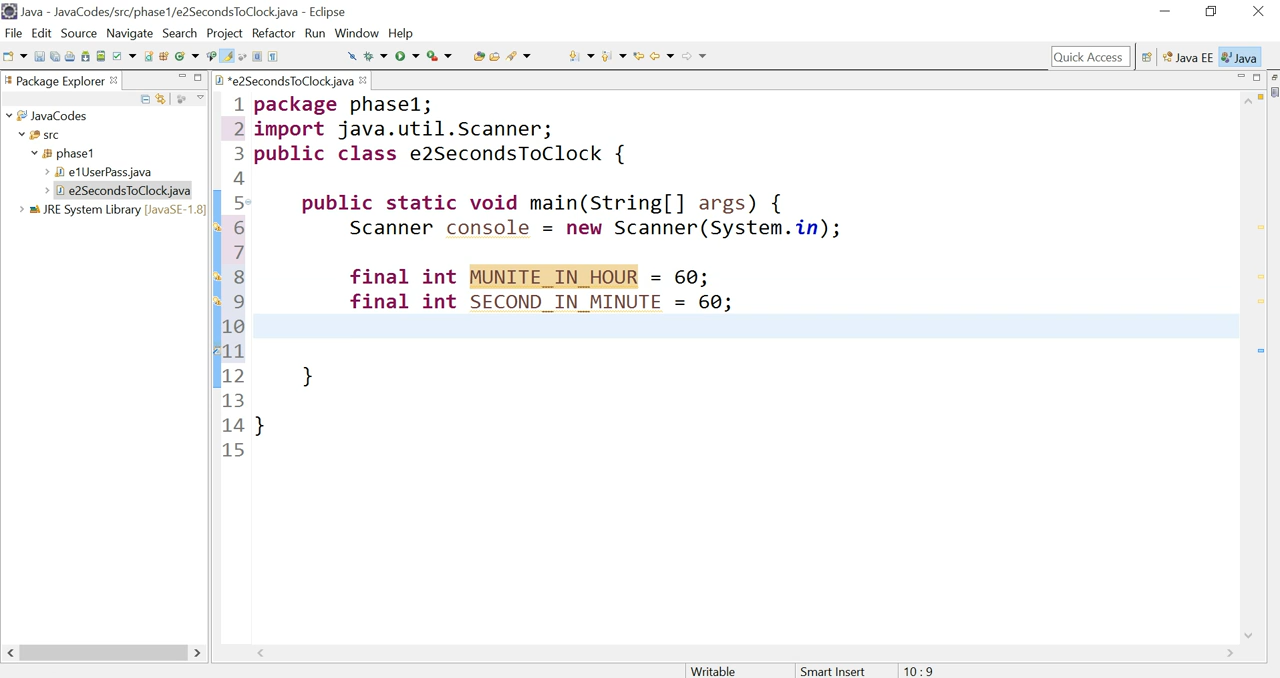 Java - JavaCodes/src/phase1/e2SecondsToClock.java - Eclipse
File Edit Source Navigate Search Project Refactor Run Window Help
Quick Access Java EE Java
Package Explorer
*e2SecondsToClock.java
JavaCodes
src
phase1
e1UserPass.java
e2SecondsToClock.java
JRE System Library [JavaSE-1.8]
1 package phase1;
2 import java.util.Scanner;
3 public class e2SecondsToClock {
4
5 public static void main(String[] args) {
6 Scanner console = new Scanner(System.in);
7
8 final int MUNITE_IN_HOUR = 60;
9 final int SECOND_IN_MINUTE = 60;
10
11
12 }
13
14 }
15
Writable Smart Insert 10 : 9